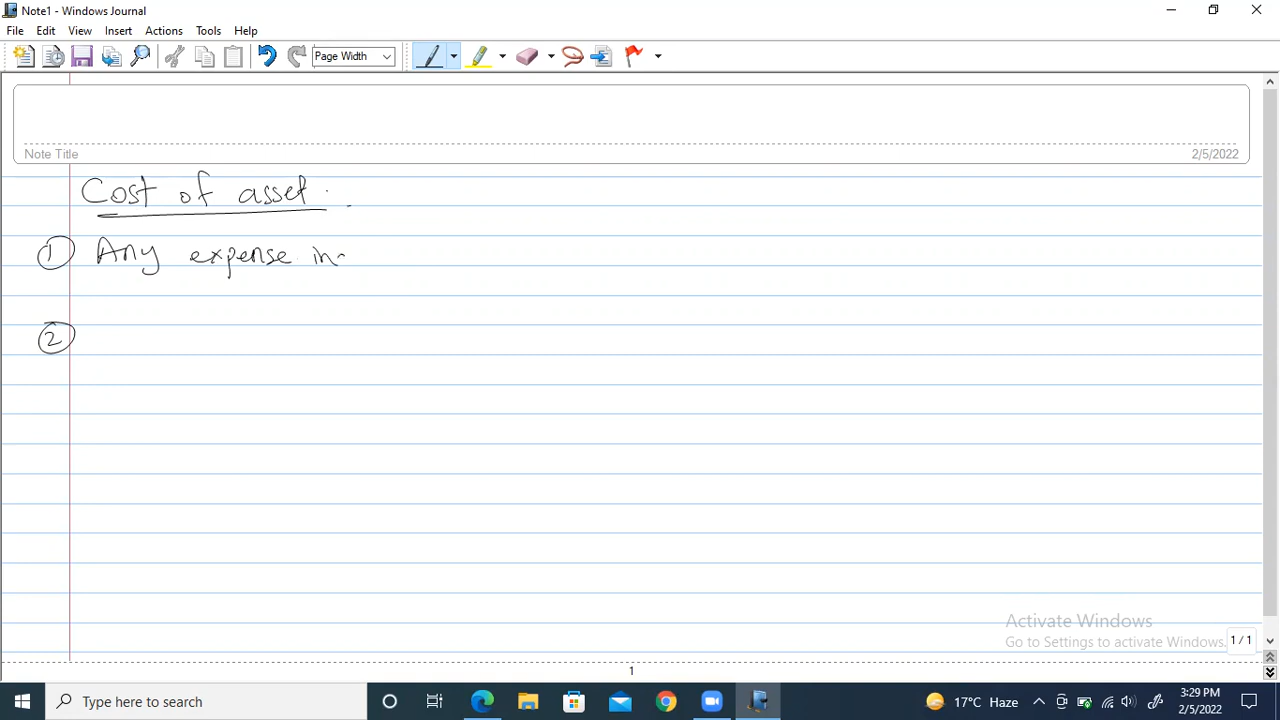 Note1 - Windows Journal
File Edit View Insert Actions Tools Help
Page Width
Note Title
2/5/2022
Cost of asset.
1 Any expense in
2
Activate Windows
Go to Settings to activate Windows.
1 / 1
1
Type here to search
17°C Haze
3:29 PM
2/5/2022